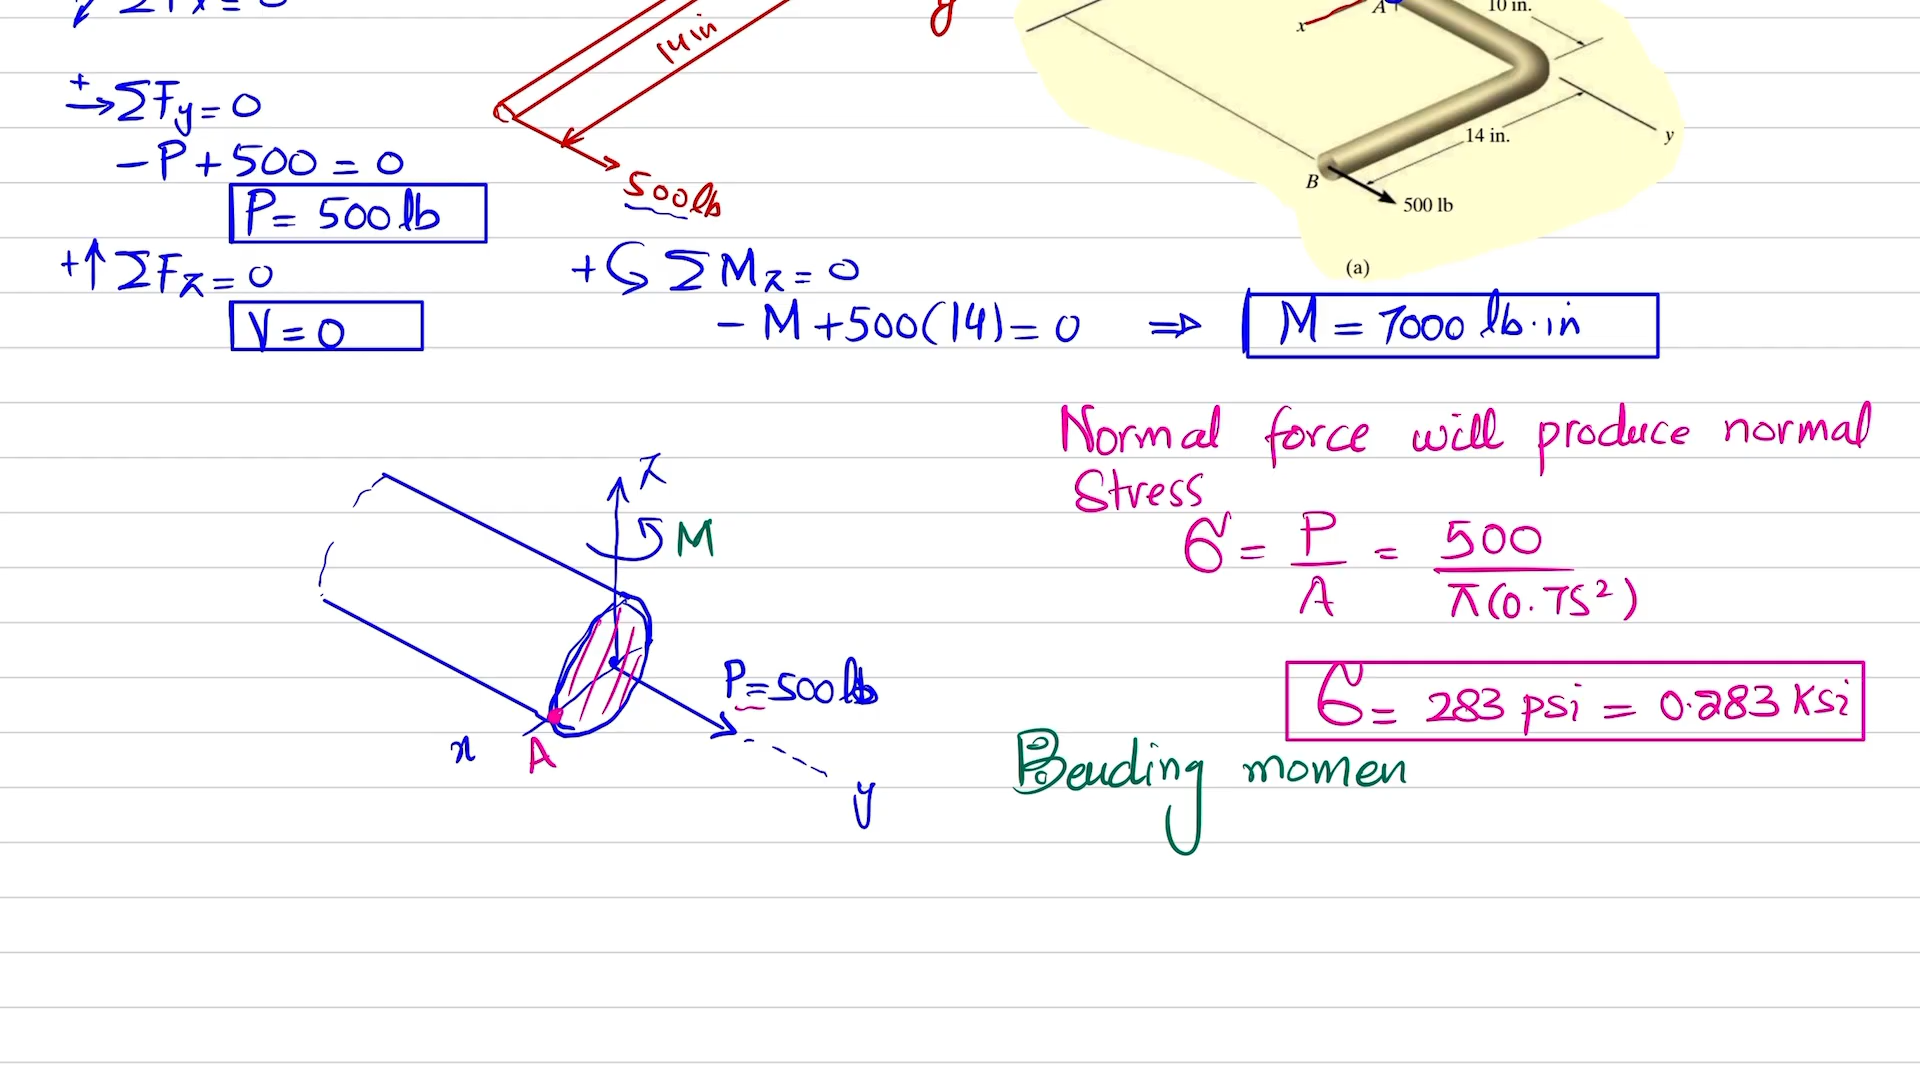 ΣFx = 0
14 in
y
x
A
10 in.
+→ ΣFy = 0
-P + 500 = 0
P = 500 lb
500 lb
14 in.
y
B
500 lb
(a)
+↑ ΣFz = 0
V = 0
+ ΣMz = 0
- M + 500(14) = 0 ⇒ M = 7000 lb·in
Normal force will produce normal
Stress
σ = P/A = 500/π(0.75²)
σ = 283 psi = 0.283 Ksi
Bending momen
z
M
P = 500 lb
x
A
y